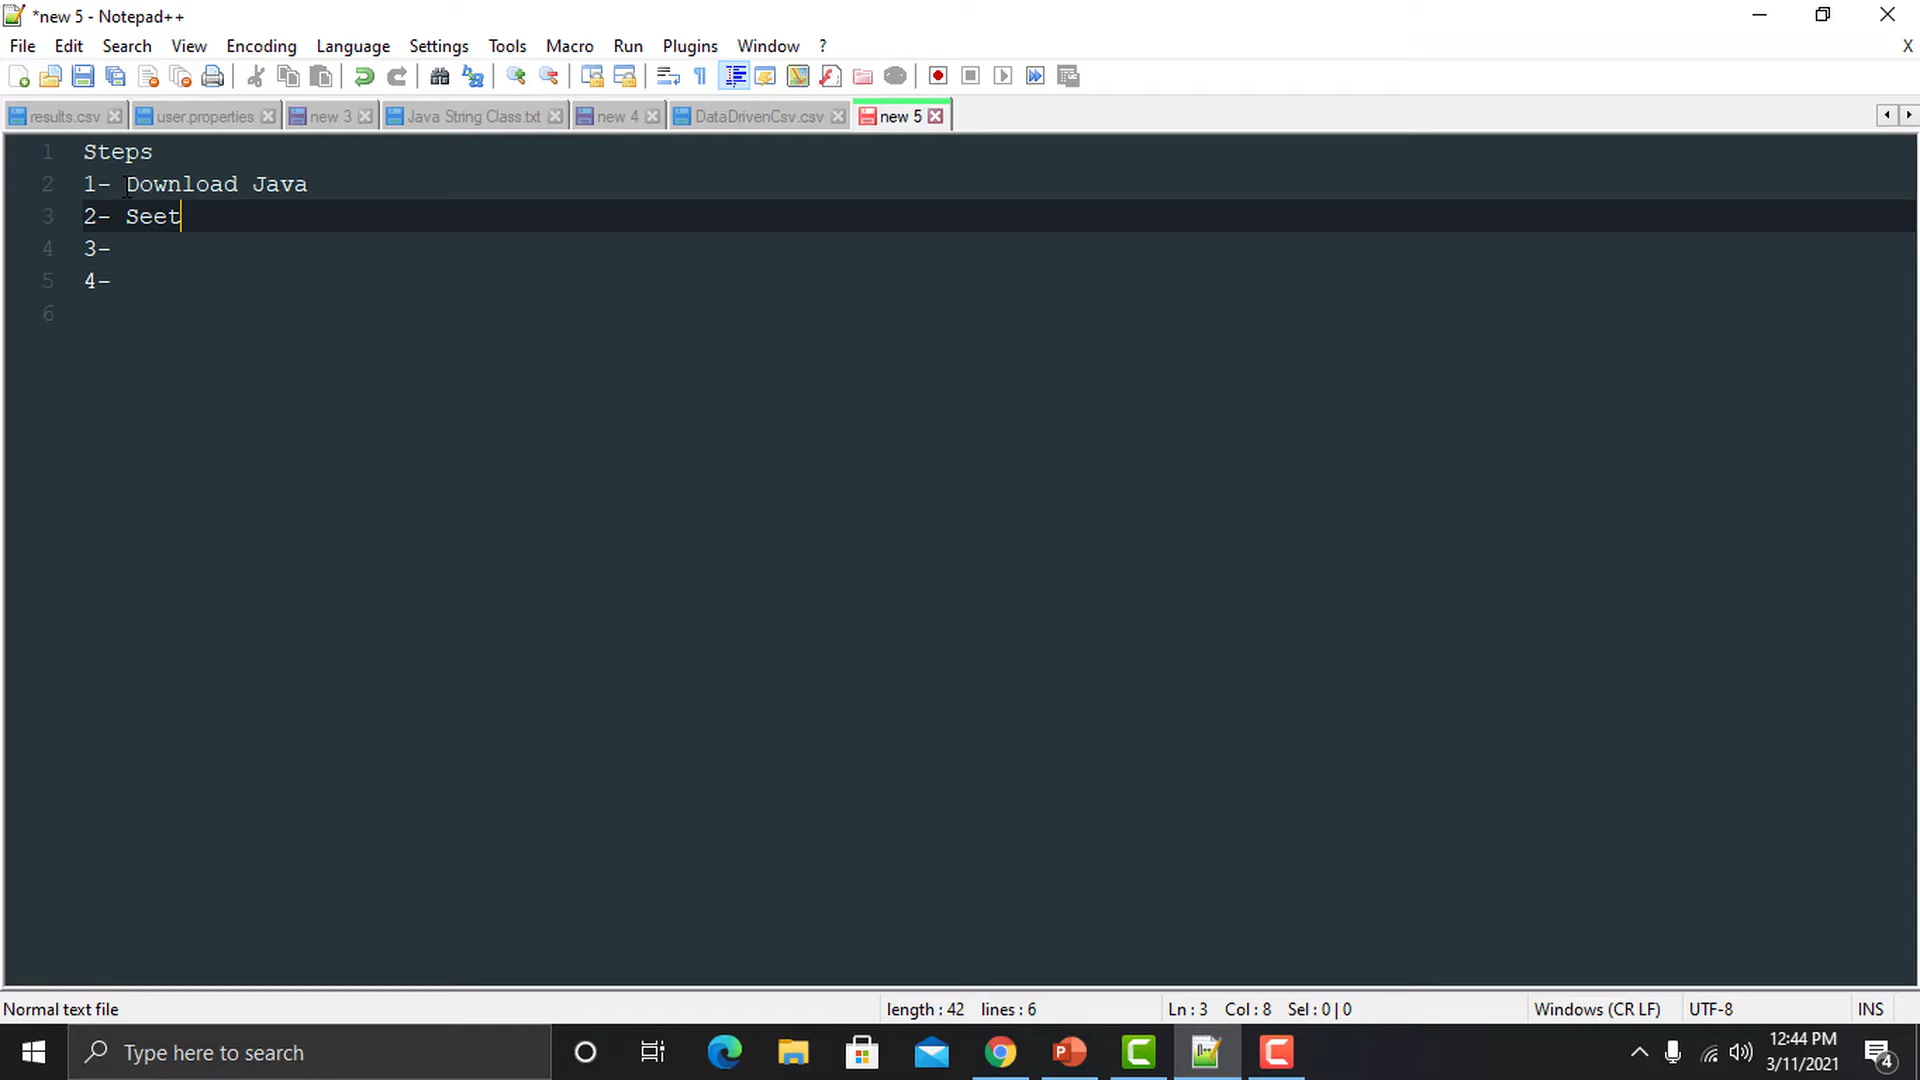 *new 5 - Notepad++
File Edit Search View Encoding Language Settings Tools Macro Run Plugins Window ? X
results.csv user.properties new 3 Java String Class.txt new 4 DataDrivenCsv.csv new 5
1 Steps
2 1- Download Java
3 2- Seet
4 3-
5 4-
6
Normal text file length : 42 lines : 6 Ln : 3 Col : 8 Sel : 0 | 0 Windows (CR LF) UTF-8 INS
Type here to search
12:44 PM
3/11/2021
4